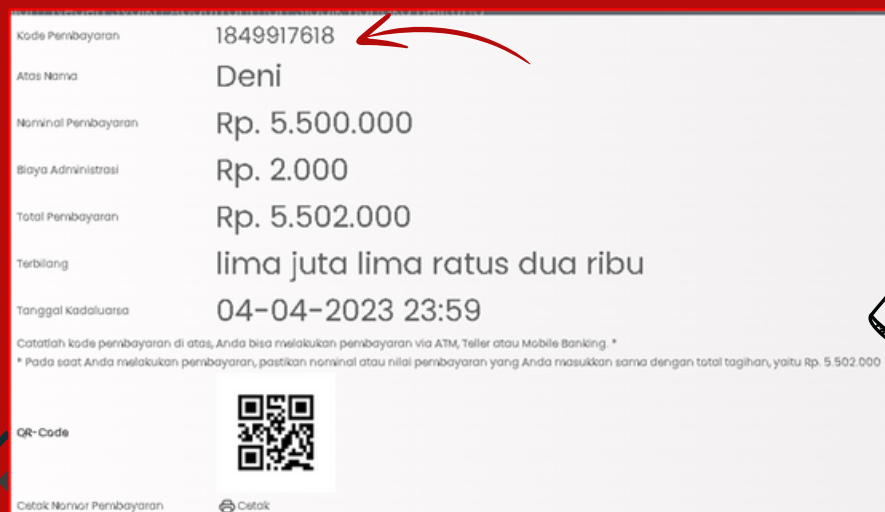 Kode Pembayaran 1849917618
Atas Nama Deni
Nominal Pembayaran Rp. 5.500.000
Biaya Administrasi Rp. 2.000
Total Pembayaran Rp. 5.502.000
Terbilang lima juta lima ratus dua ribu
Tanggal Kadaluarsa 04-04-2023 23:59
Catatlah kode pembayaran di atas, Anda bisa melakukan pembayaran via ATM, Teller atau Mobile Banking. *
* Pada saat Anda melakukan pembayaran, pastikan nominal atau nilai pembayaran yang Anda masukkan sama dengan total tagihan, yaitu Rp. 5.502.000
QR-Code
Cetak Nomor Pembayaran Cetak